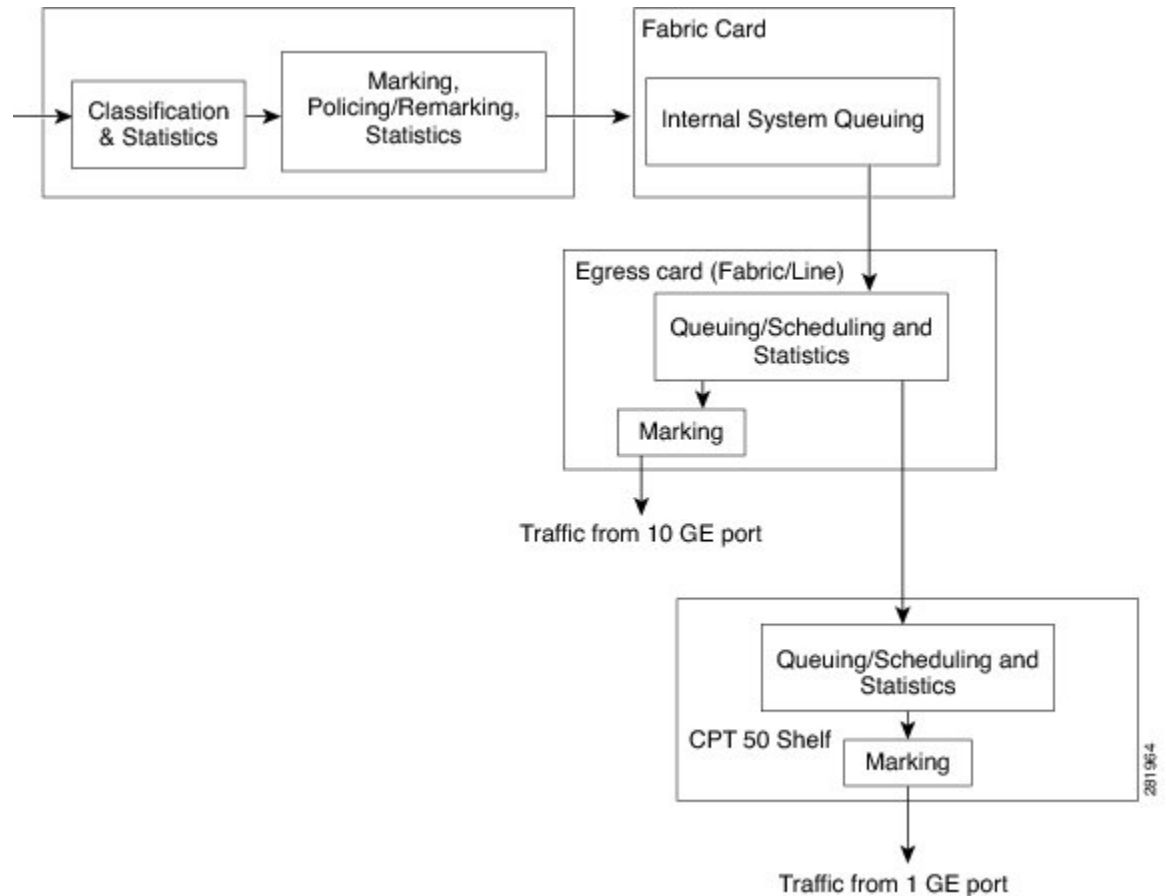 Fabric Card
Classification
& Statistics
Marking,
Policing/Remarking,
Statistics
Internal System Queuing
Egress card (Fabric/Line)
Queuing/Scheduling and
Statistics
Marking
Traffic from 10 GE port
Queuing/Scheduling and
Statistics
CPT 50 Shelf
Marking
281964
Traffic from 1 GE port